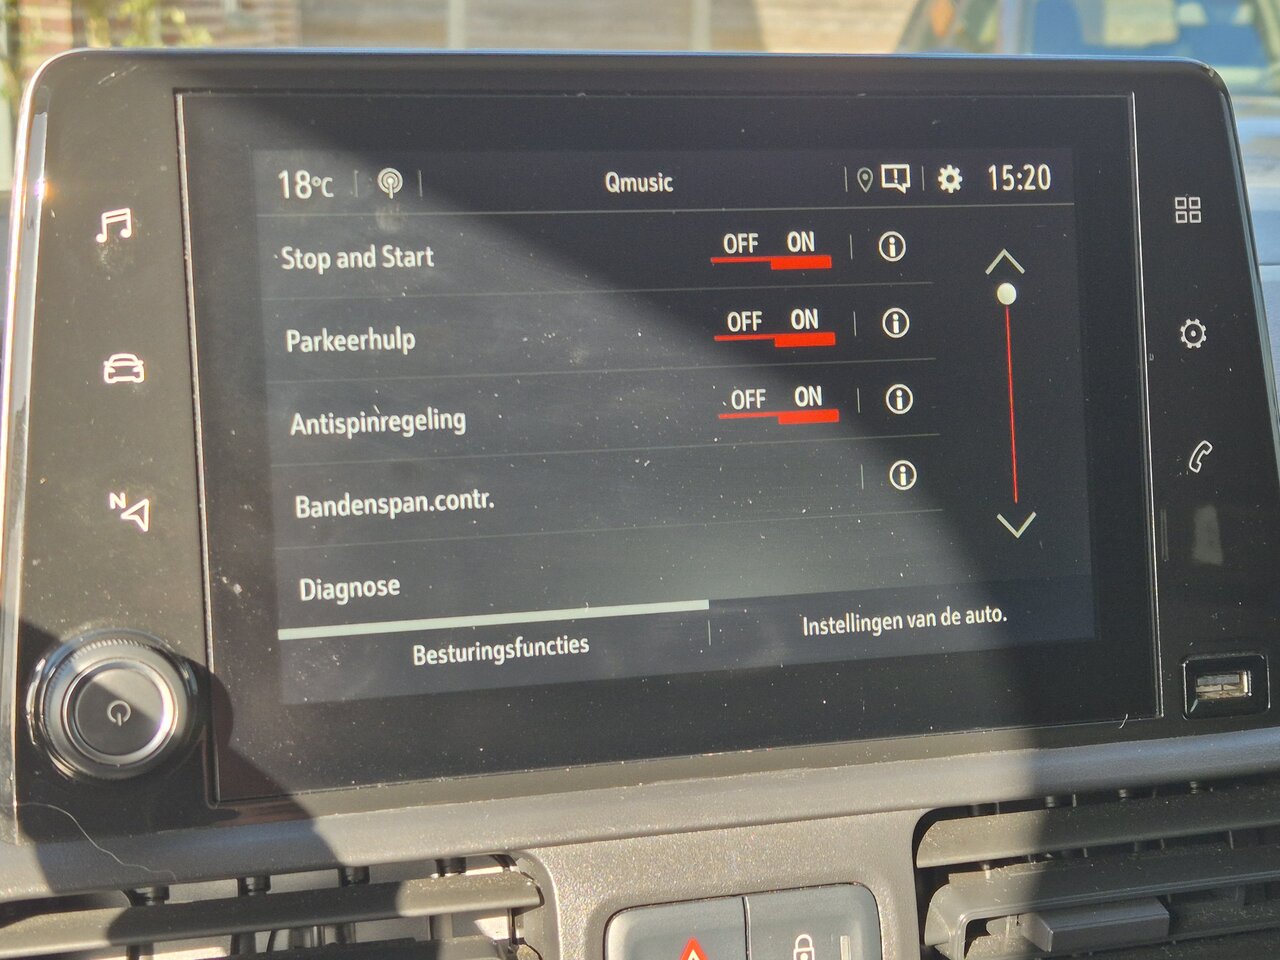 18°C Qmusic 15:20
Stop and Start OFF ON
Parkeerhulp OFF ON
Antispinregeling OFF ON
Bandenspan.contr.
Diagnose
Besturingsfuncties Instellingen van de auto.
N